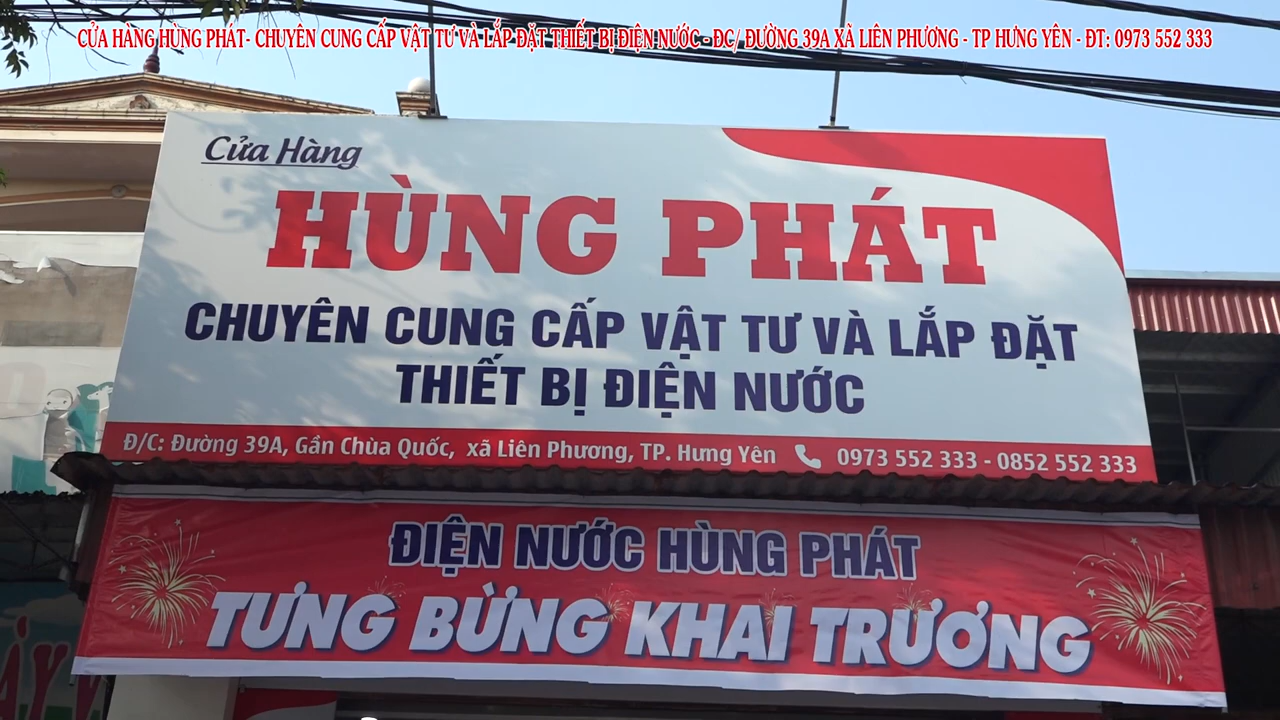 CỬA HÀNG HÙNG PHÁT- CHUYÊN CUNG CẤP VẬT TƯ VÀ LẮP ĐẶT THIẾT BỊ ĐIỆN NƯỚC - ĐC/ ĐƯỜNG 39A XÃ LIÊN PHƯƠNG - TP HƯNG YÊN - ĐT: 0973 552 333
Cửa Hàng
HÙNG PHÁT
CHUYÊN CUNG CẤP VẬT TƯ VÀ LẮP ĐẶT
THIẾT BỊ ĐIỆN NƯỚC
Đ/C: Đường 39A, Gần Chùa Quốc, xã Liên Phương, TP. Hưng Yên 0973 552 333 - 0852 552 333
ĐIỆN NƯỚC HÙNG PHÁT
TƯNG BỪNG KHAI TRƯƠNG